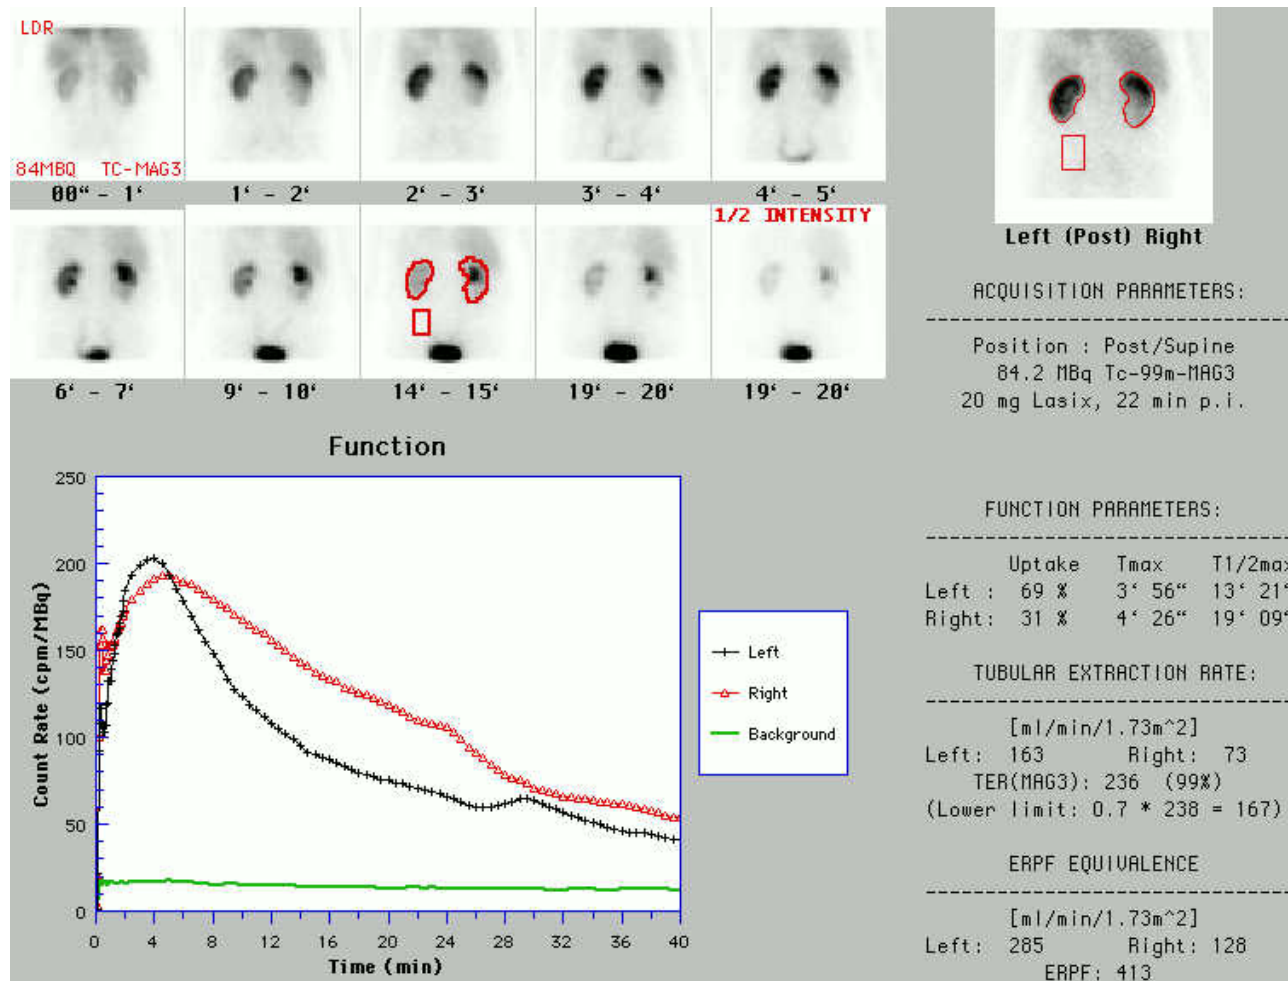 LDR
84MBQ TC-MAG3
00" - 1'
1' - 2'
2' - 3'
3' - 4'
4' - 5'
1/2 INTENSITY
6' - 7'
9' - 10'
14' - 15'
19' - 20'
19' - 20'
Left (Post) Right
ACQUISITION PARAMETERS:
Position : Post/Supine
84.2 MBq Tc-99m-MAG3
20 mg Lasix, 22 min p.i.
Function
Count Rate (cpm/MBq)
250
200
150
100
50
0
0 4 8 12 16 20 24 28 32 36 40
Time (min)
Left
Right
Background
FUNCTION PARAMETERS:
Uptake Tmax T1/2max
Left : 69 % 3' 56" 13' 21"
Right: 31 % 4' 26" 19' 09"
TUBULAR EXTRACTION RATE:
[ml/min/1.73m^2]
Left: 163 Right: 73
TER(MAG3): 236 (99%)
(Lower limit: 0.7 * 238 = 167)
ERPF EQUIVALENCE
[ml/min/1.73m^2]
Left: 285 Right: 128
ERPF: 413